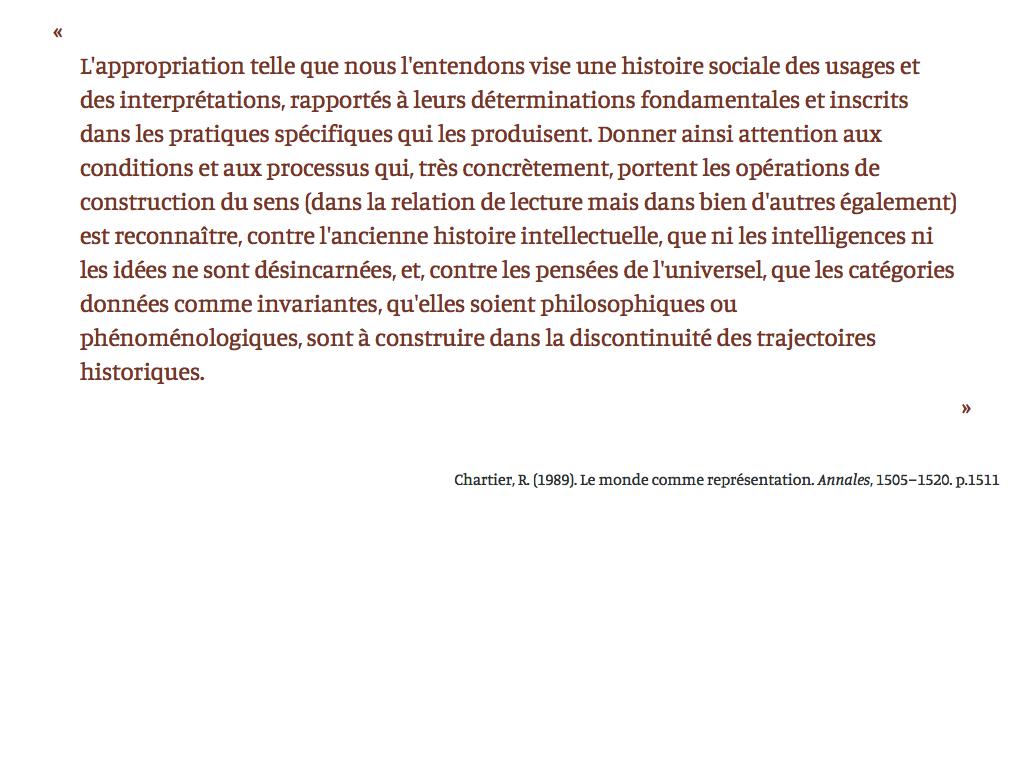 «
L'appropriation telle que nous l'entendons vise une histoire sociale des usages et
des interprétations, rapportés à leurs déterminations fondamentales et inscrits
dans les pratiques spécifiques qui les produisent. Donner ainsi attention aux
conditions et aux processus qui, très concrètement, portent les opérations de
construction du sens (dans la relation de lecture mais dans bien d'autres également)
est reconnaître, contre l'ancienne histoire intellectuelle, que ni les intelligences ni
les idées ne sont désincarnées, et, contre les pensées de l'universel, que les catégories
données comme invariantes, qu'elles soient philosophiques ou
phénoménologiques, sont à construire dans la discontinuité des trajectoires
historiques.
»
Chartier, R. (1989). Le monde comme représentation. Annales, 1505–1520. p.1511